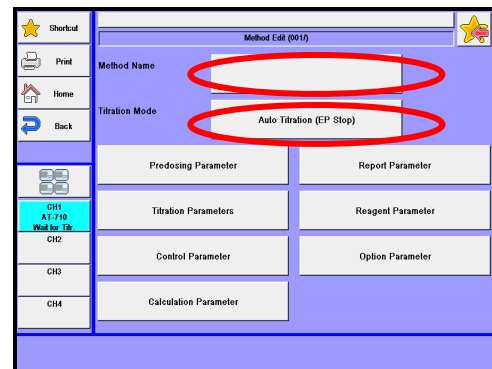 Shortcut
Method Edit (001/)
Print
Method Name
Home
Titration Mode
Auto Titration (EP Stop)
Back
Predosing Parameter
Report Parameter
CH1
AT-710
Wait for Titr.
Titration Parameters
Reagent Parameter
CH2
Control Parameter
Option Parameter
CH3
CH4
Calculation Parameter